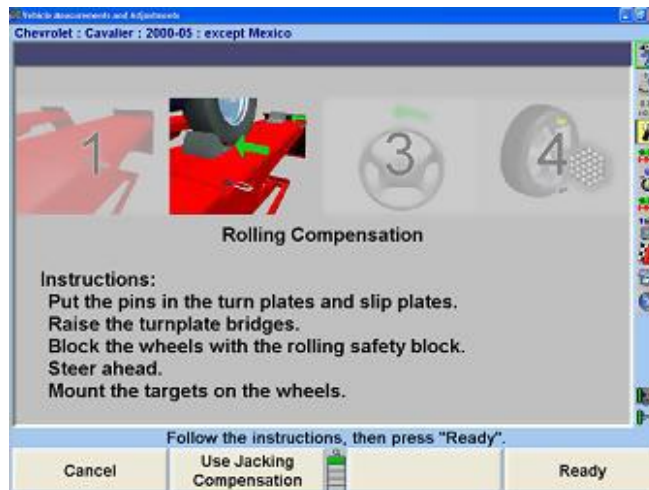 Vehicle Measurements and Adjustments
Chevrolet : Cavalier : 2000-05 : except Mexico
1
3
4
Rolling Compensation
Instructions:
Put the pins in the turn plates and slip plates.
Raise the turnplate bridges.
Block the wheels with the rolling safety block.
Steer ahead.
Mount the targets on the wheels.
Follow the instructions, then press "Ready".
Cancel
Use Jacking
Compensation
Ready